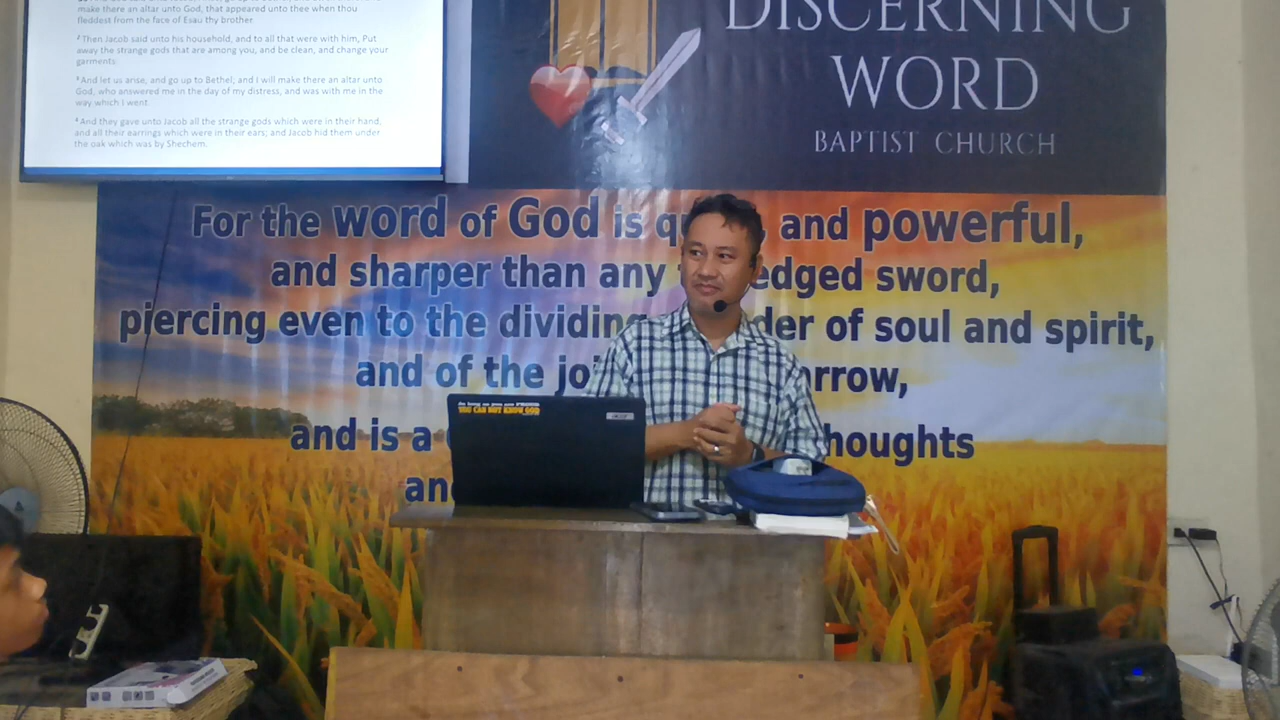 make there an altar unto God, that appeared unto thee when thou
fleddest from the face of Esau thy brother.
2 Then Jacob said unto his household, and to all that were with him, Put
away the strange gods that are among you, and be clean, and change your
garments:
3 And let us arise, and go up to Bethel; and I will make there an altar unto
God, who answered me in the day of my distress, and was with me in the
way which I went.
4 And they gave unto Jacob all the strange gods which were in their hand,
and all their earrings which were in their ears; and Jacob hid them under
the oak which was by Shechem.
DISCERNING
WORD
BAPTIST CHURCH
For the word of God is and powerful,
and sharper than any edged sword,
piercing even to the dividing of soul and spirit,
and of the
and is a thoughts
YOU CAN NOT KNOW GOD